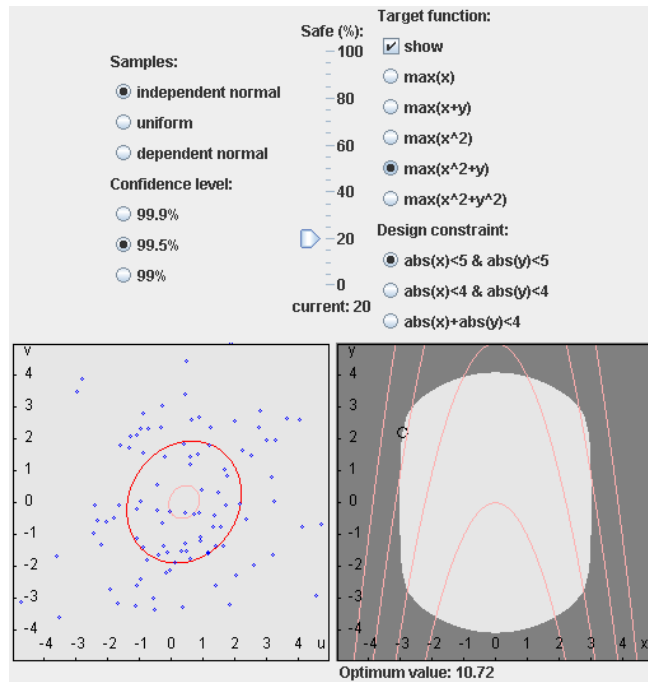 Target function:
Safe (%):
show
100
Samples:
max(x)
independent normal
80
max(x+y)
uniform
60
max(x^2)
dependent normal
max(x^2+y)
Confidence level:
40
max(x^2+y^2)
99.9%
Design constraint:
99.5%
20
abs(x)<5 & abs(y)<5
99%
0
abs(x)<4 & abs(y)<4
current: 20
abs(x)+abs(y)<4
v
4
3
2
1
0
-1
-2
-3
-4
-4 -2 0 2 4 u
y
4
3
2
1
0
-1
-2
-3
-4
-4 -3 -2 -1 0 1 2 3 4 x
Optimum value: 10.72